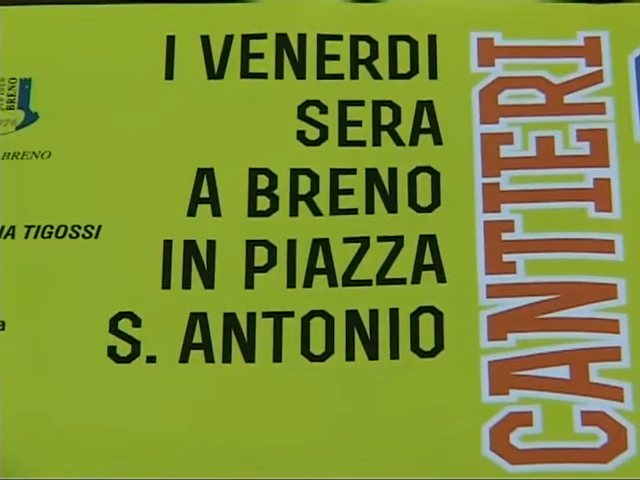 I VENERDI
SERA
A BRENO
IN PIAZZA
S. ANTONIO
CANTIERI
BRENO
BRENO
TIGOSSI